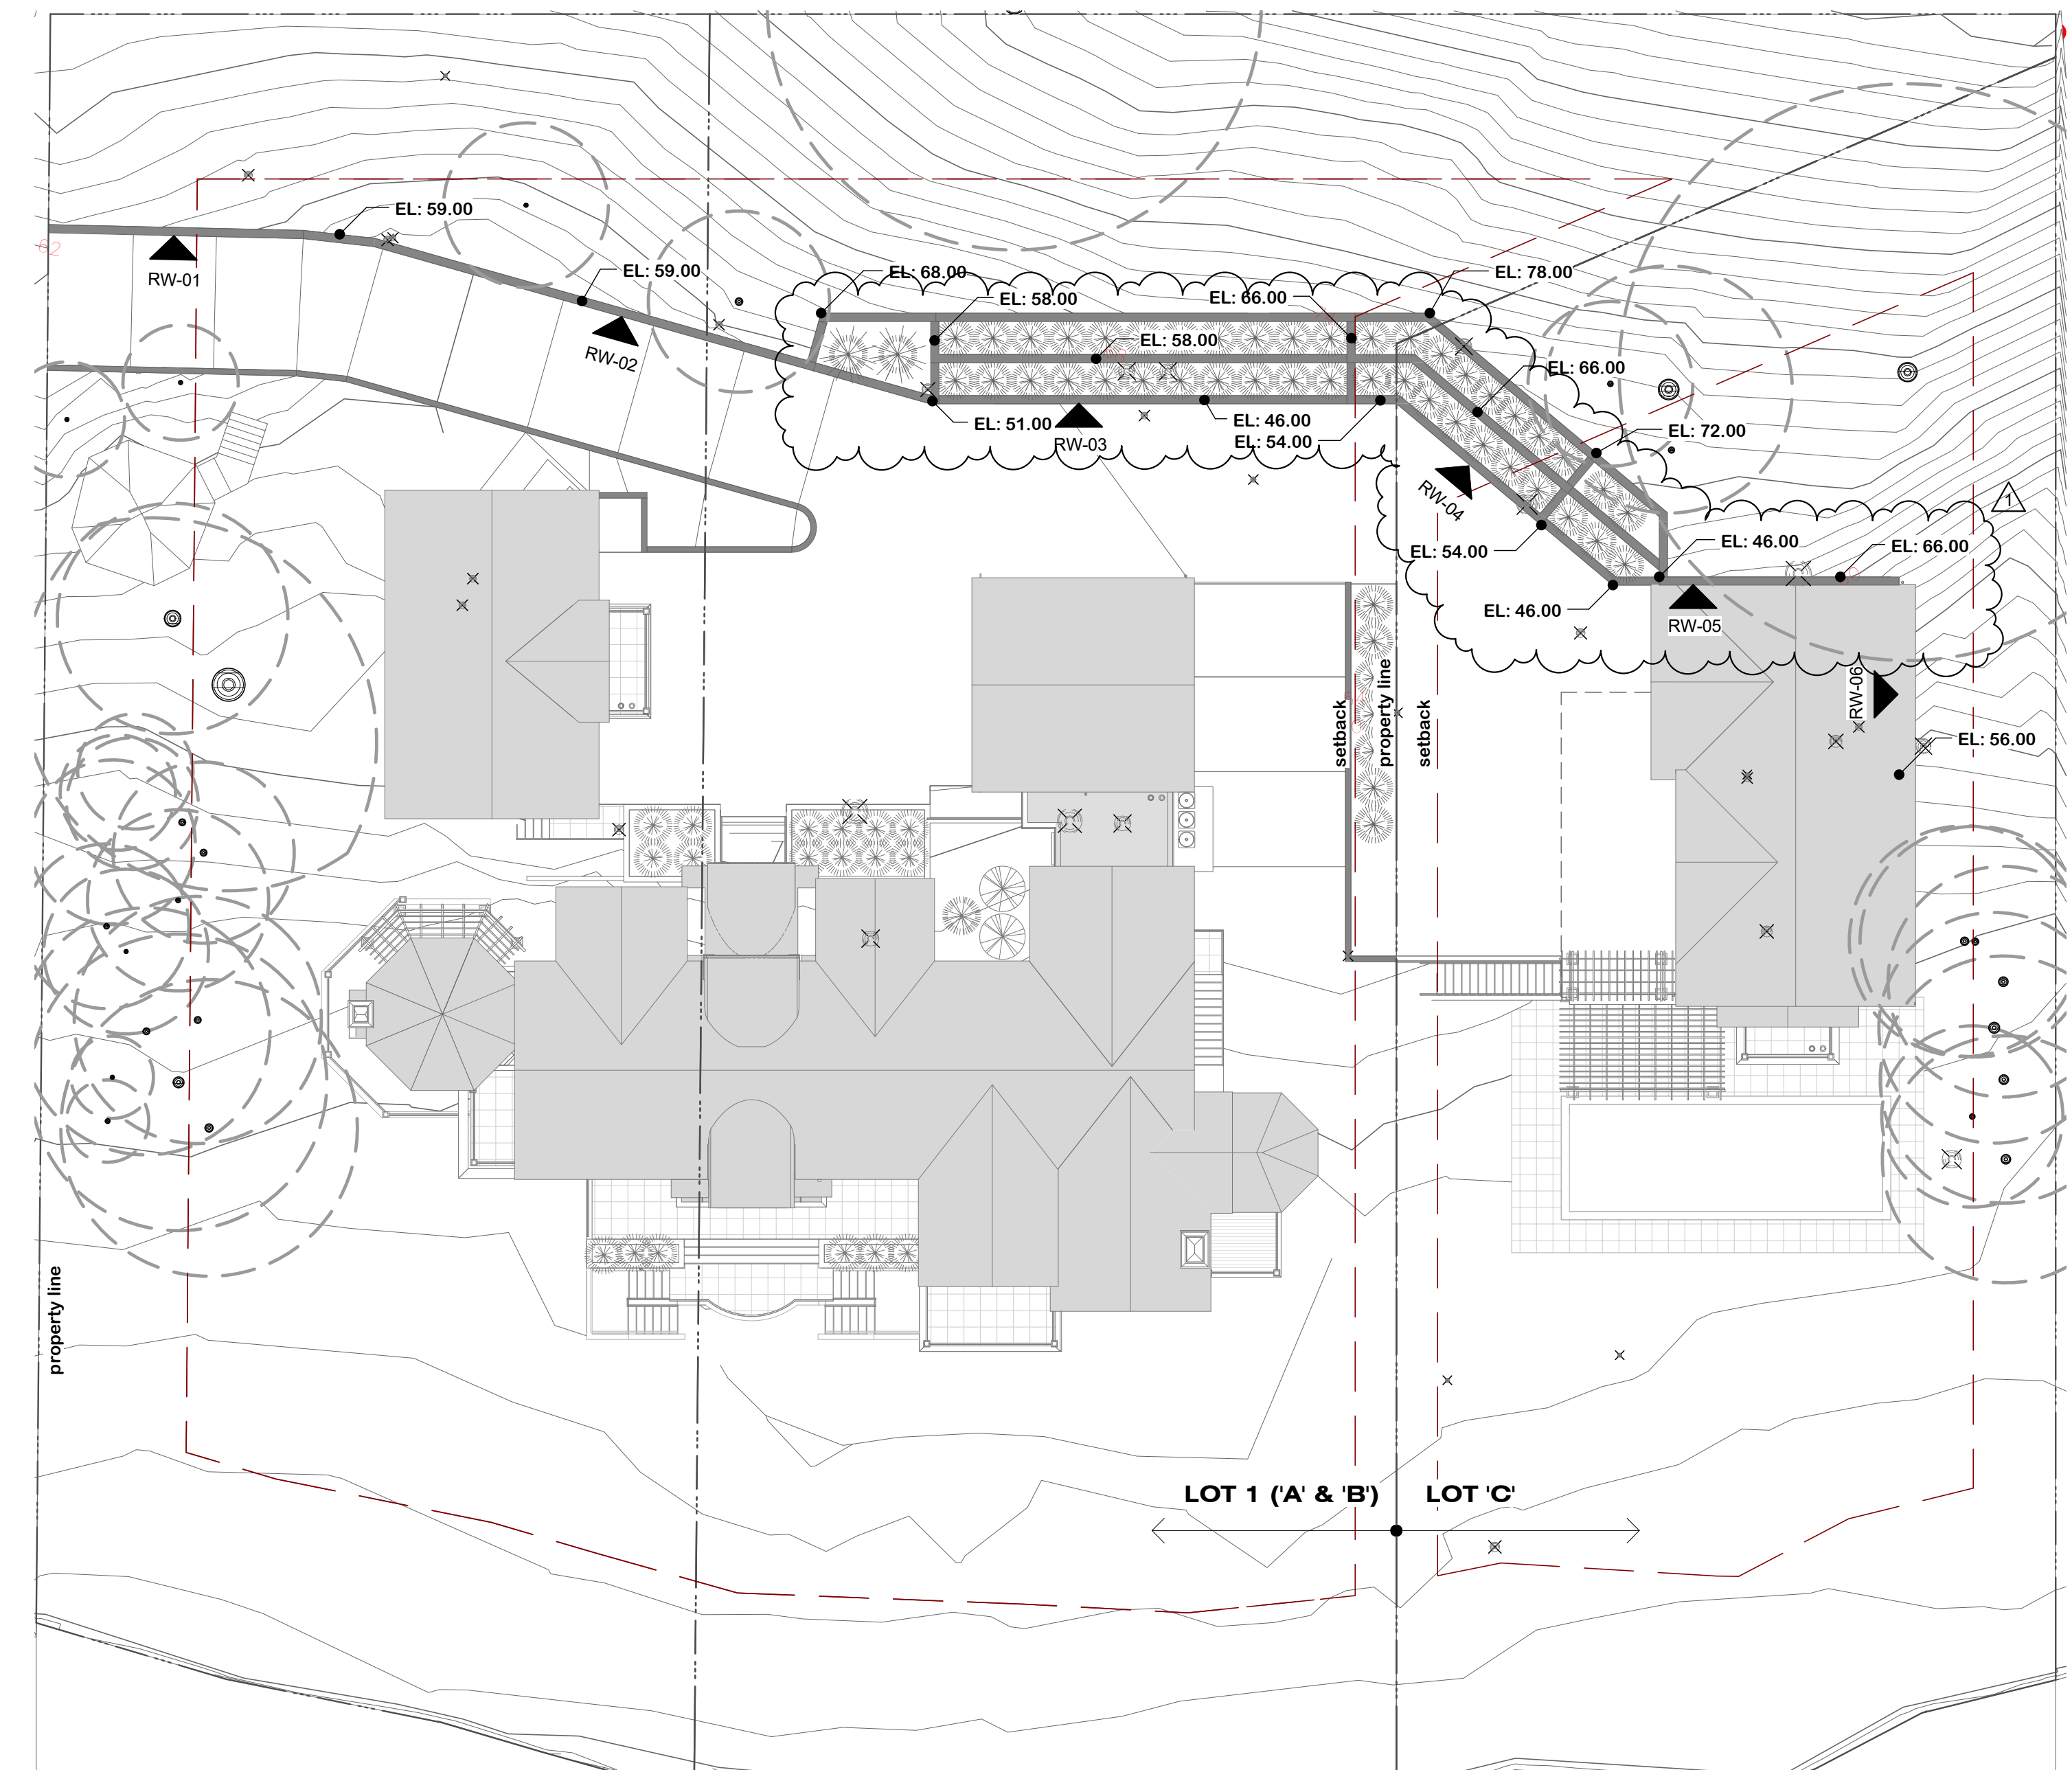 EL: 59.00
62
RW-01
EL: 59.00
RW-02
EL: 68.00
EL: 58.00
EL: 66.00
EL: 78.00
EL: 58.00
EL: 66.00
EL: 51.00
RW-03
EL: 46.00
EL: 54.00
EL: 72.00
RW-04
1
EL: 54.00
EL: 46.00
EL: 66.00
EL: 46.00
RW-05
RW-06
EL: 56.00
setback
property line
setback
property line
LOT 1 ('A' & 'B')
LOT 'C'